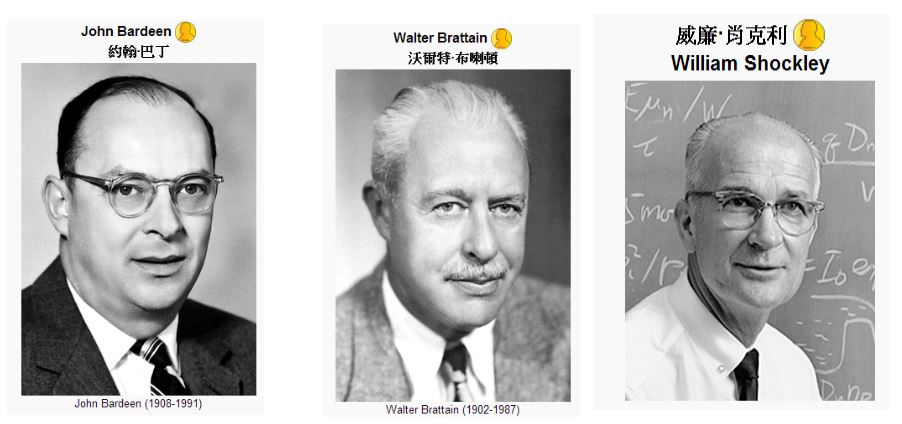 John Bardeen
約翰·巴丁
John Bardeen (1908-1991)
Walter Brattain
沃爾特·布喇頓
Walter Brattain (1902-1987)
威廉·肖克利
William Shockley
Eμn /W
τ